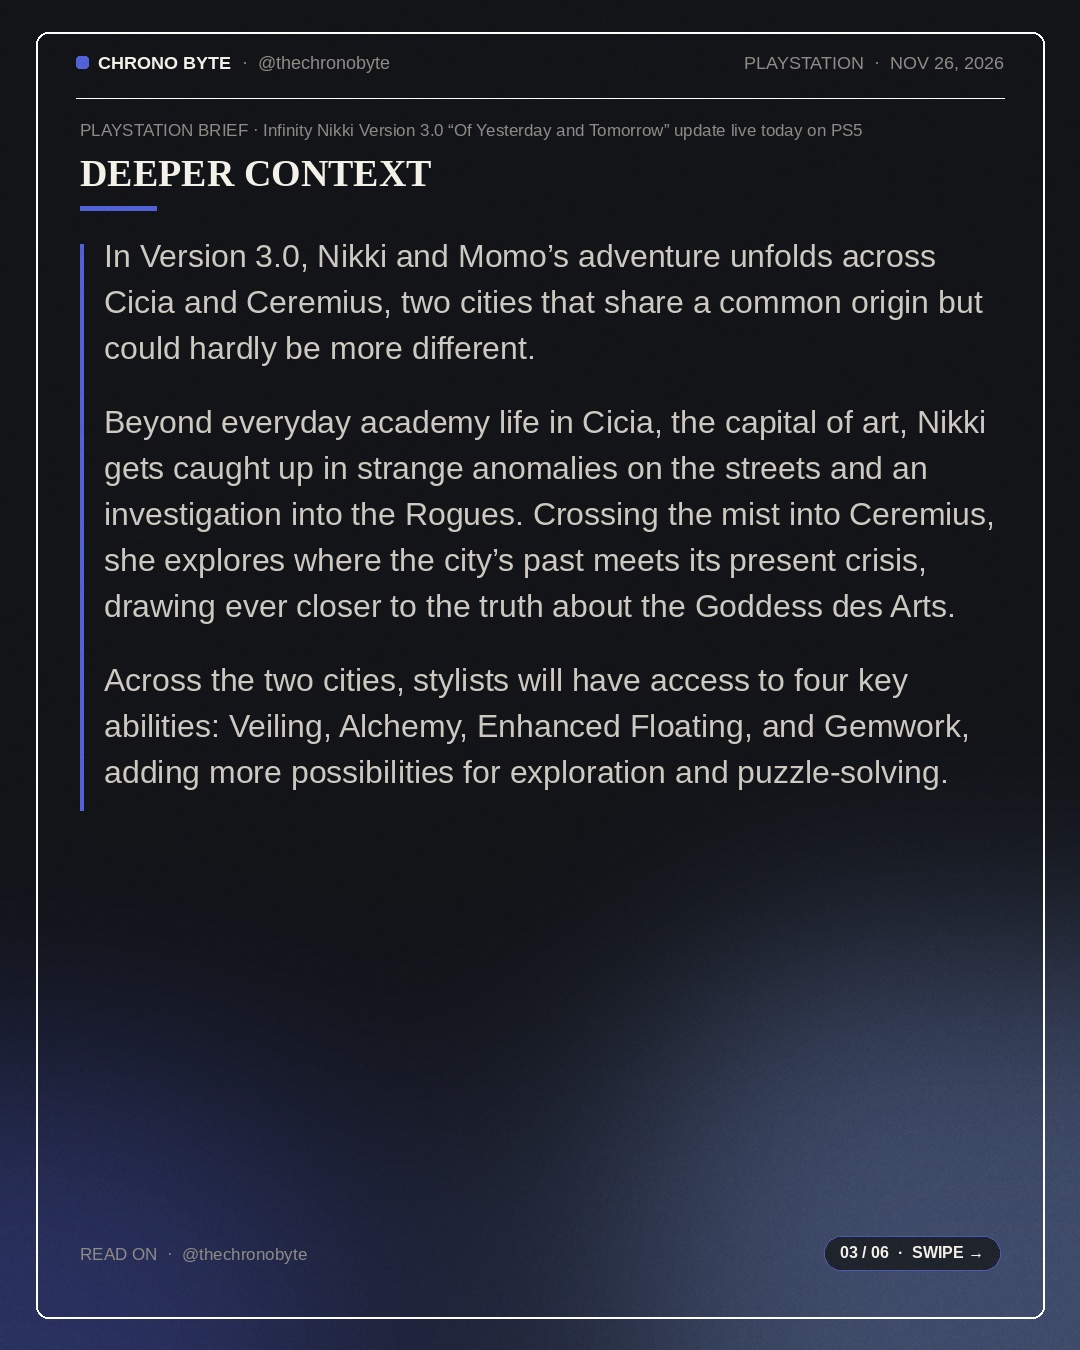 CHRONO BYTE · @thechronobyte
PLAYSTATION · NOV 26, 2026
PLAYSTATION BRIEF · Infinity Nikki Version 3.0 “Of Yesterday and Tomorrow” update live today on PS5
DEEPER CONTEXT
In Version 3.0, Nikki and Momo’s adventure unfolds across
Cicia and Ceremius, two cities that share a common origin but
could hardly be more different.
Beyond everyday academy life in Cicia, the capital of art, Nikki
gets caught up in strange anomalies on the streets and an
investigation into the Rogues. Crossing the mist into Ceremius,
she explores where the city’s past meets its present crisis,
drawing ever closer to the truth about the Goddess des Arts.
Across the two cities, stylists will have access to four key
abilities: Veiling, Alchemy, Enhanced Floating, and Gemwork,
adding more possibilities for exploration and puzzle-solving.
READ ON · @thechronobyte
03 / 06 · SWIPE →